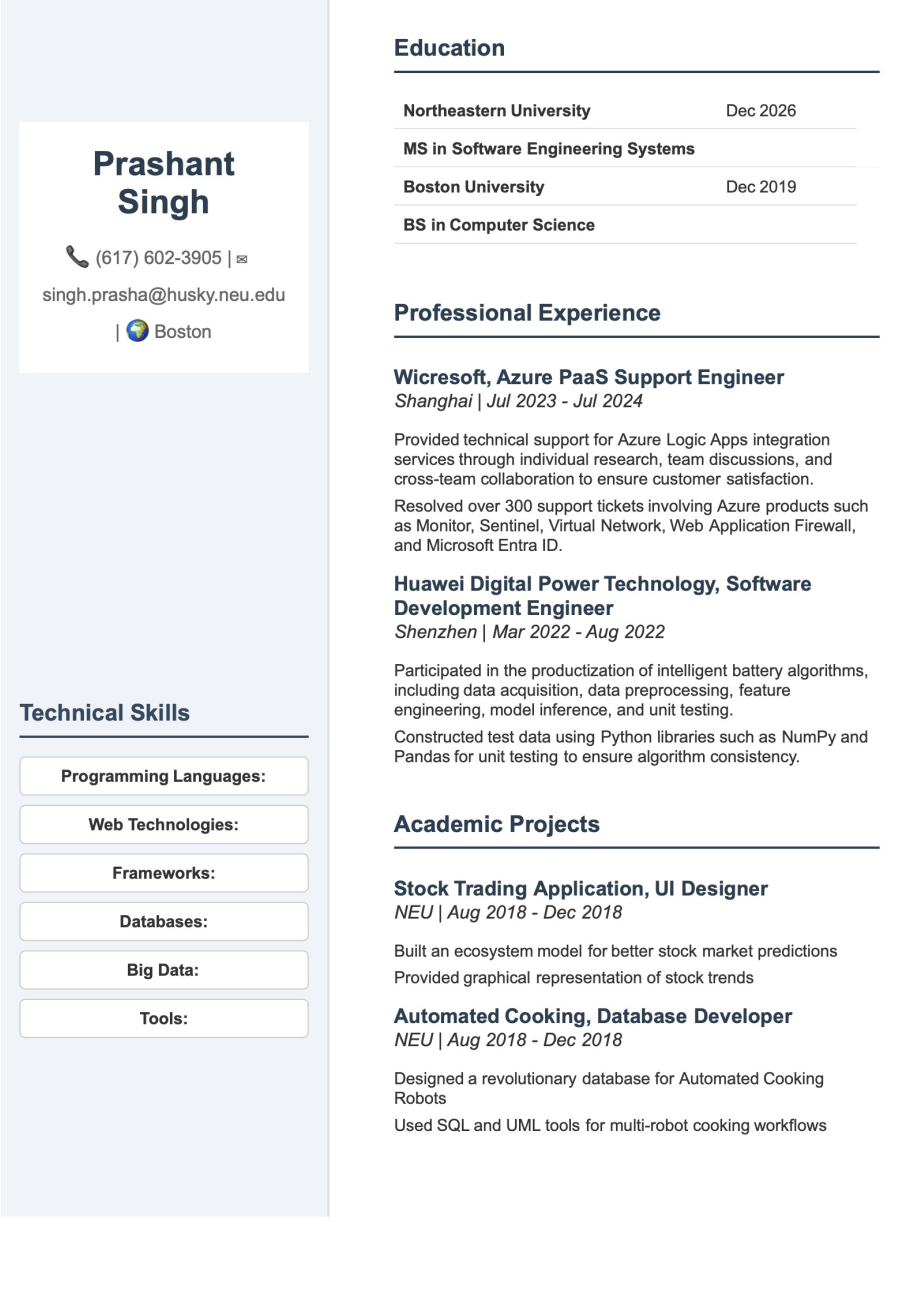 Prashant
Singh
📞 (617) 602-3905 | ✉
singh.prasha@husky.neu.edu
| 🌍 Boston
Technical Skills
Programming Languages:
Web Technologies:
Frameworks:
Databases:
Big Data:
Tools:
Education
Northeastern University Dec 2026
MS in Software Engineering Systems
Boston University Dec 2019
BS in Computer Science
Professional Experience
Wicresoft, Azure PaaS Support Engineer
Shanghai | Jul 2023 - Jul 2024
Provided technical support for Azure Logic Apps integration
services through individual research, team discussions, and
cross-team collaboration to ensure customer satisfaction.
Resolved over 300 support tickets involving Azure products such
as Monitor, Sentinel, Virtual Network, Web Application Firewall,
and Microsoft Entra ID.
Huawei Digital Power Technology, Software
Development Engineer
Shenzhen | Mar 2022 - Aug 2022
Participated in the productization of intelligent battery algorithms,
including data acquisition, data preprocessing, feature
engineering, model inference, and unit testing.
Constructed test data using Python libraries such as NumPy and
Pandas for unit testing to ensure algorithm consistency.
Academic Projects
Stock Trading Application, UI Designer
NEU | Aug 2018 - Dec 2018
Built an ecosystem model for better stock market predictions
Provided graphical representation of stock trends
Automated Cooking, Database Developer
NEU | Aug 2018 - Dec 2018
Designed a revolutionary database for Automated Cooking
Robots
Used SQL and UML tools for multi-robot cooking workflows